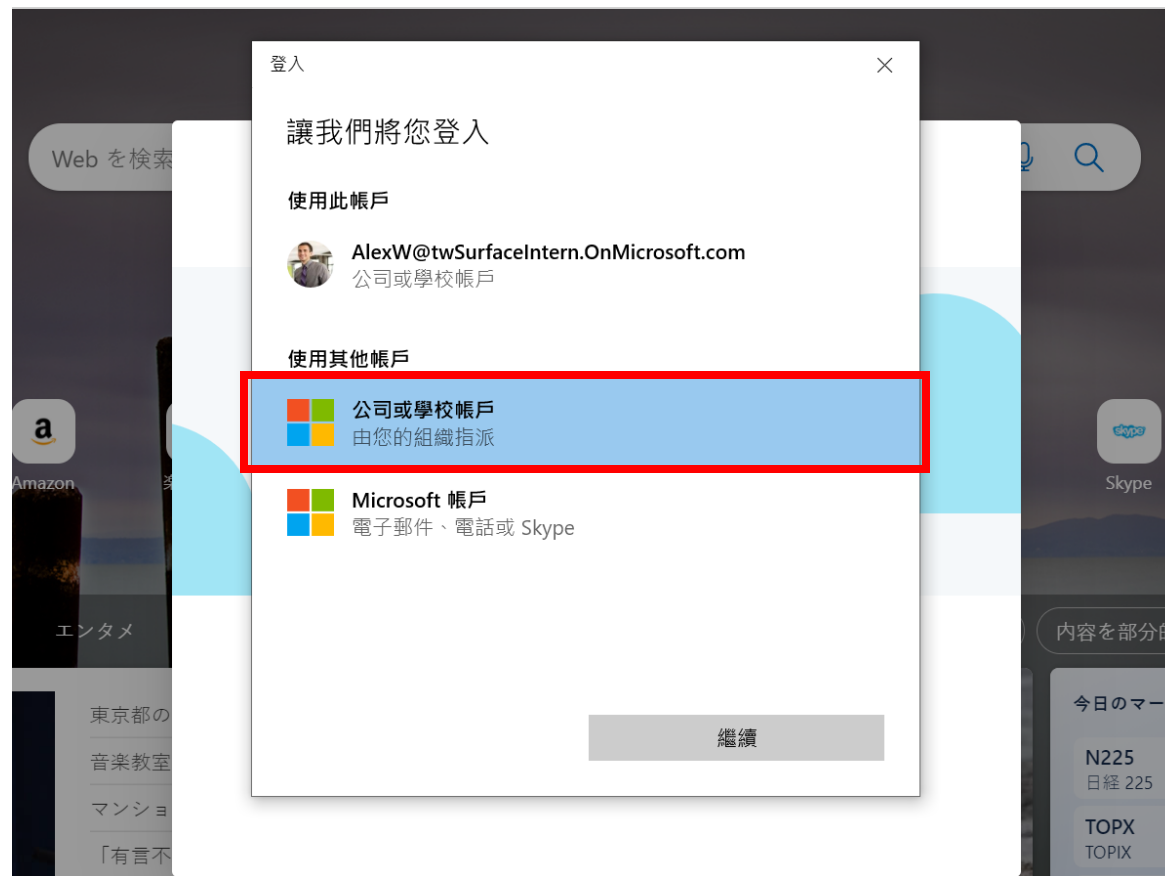 登入
讓我們將您登入
Web を検索
使用此帳戶
AlexW@twSurfaceIntern.OnMicrosoft.com
公司或學校帳戶
使用其他帳戶
公司或學校帳戶
由您的組織指派
a
skype
Amazon
Skype
Microsoft 帳戶
電子郵件、電話或 Skype
エンタメ
内容を部分的
東京都の
今日のマー
繼續
音楽教室
N225
日経 225
マンショ
TOPX
「有言不
TOPIX